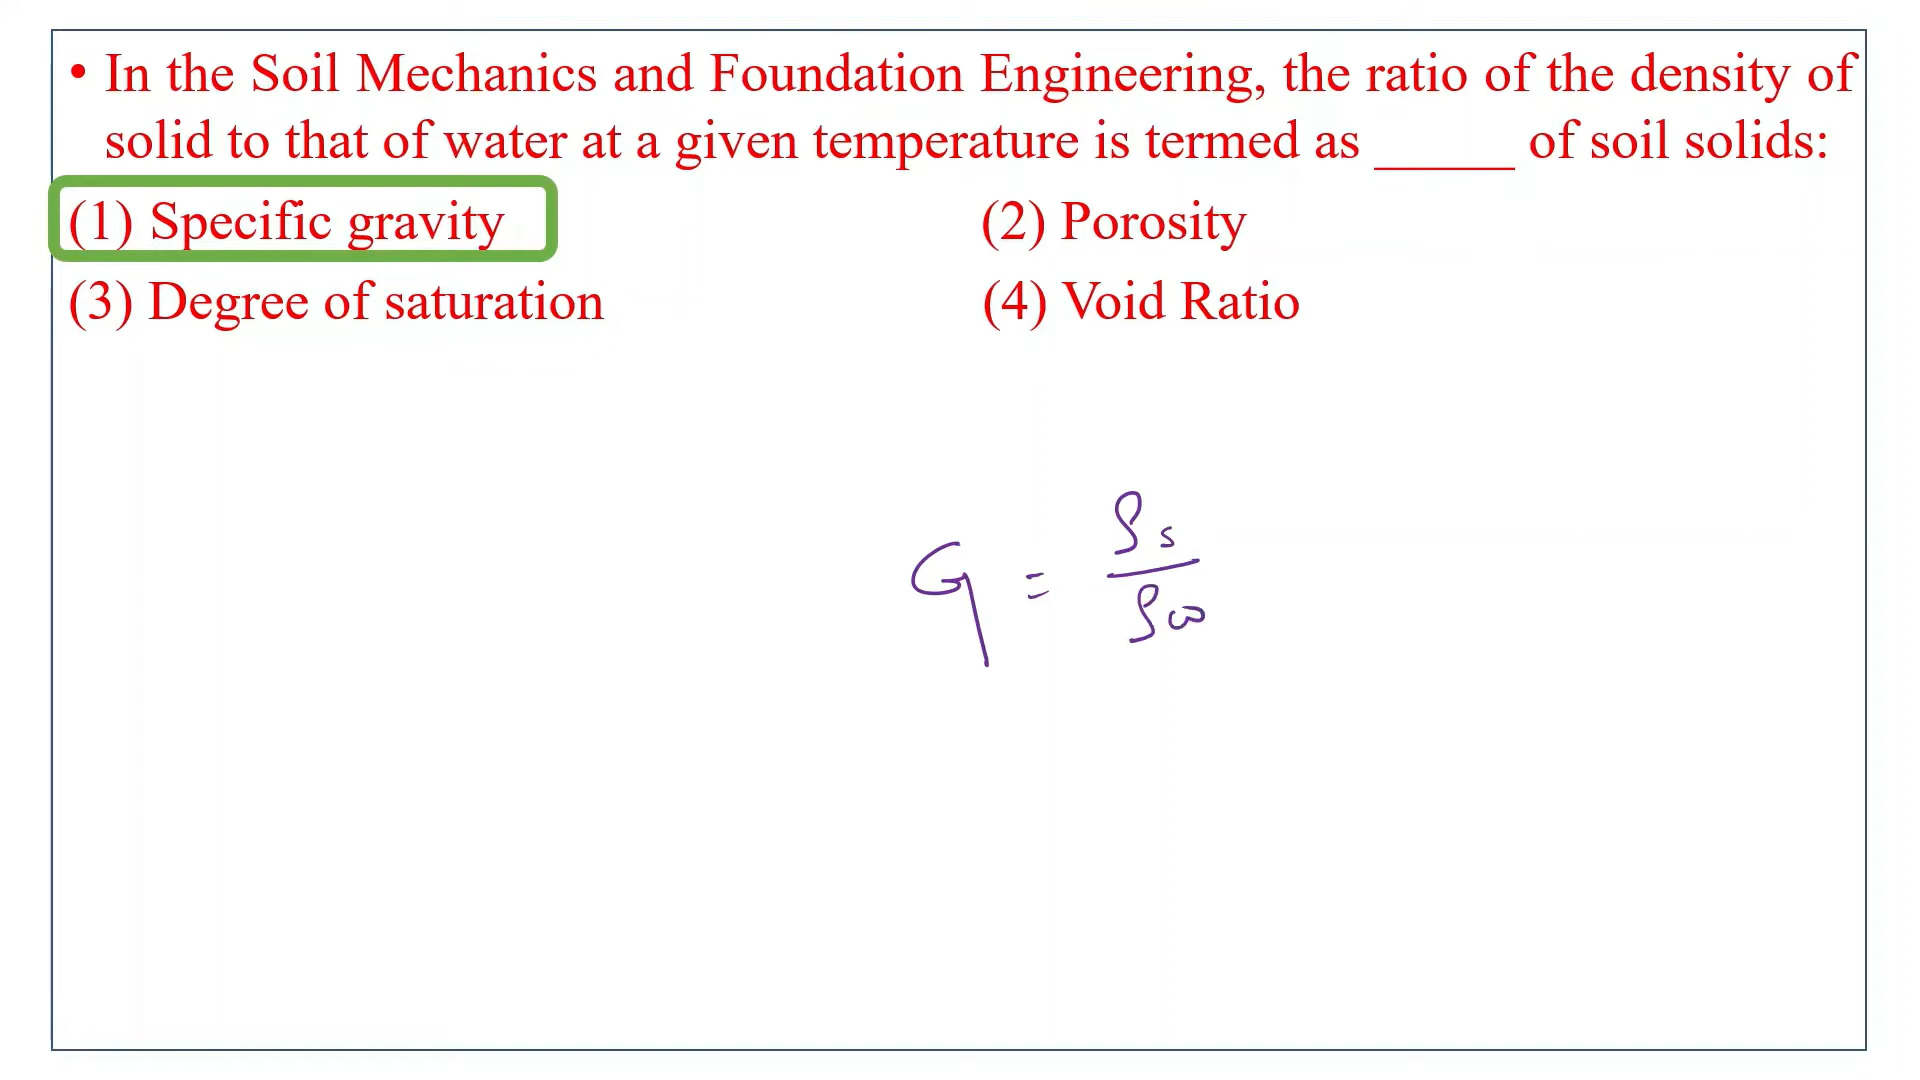 • In the Soil Mechanics and Foundation Engineering, the ratio of the density of
solid to that of water at a given temperature is termed as _____ of soil solids:
(1) Specific gravity (2) Porosity
(3) Degree of saturation (4) Void Ratio
G = ρs / ρω